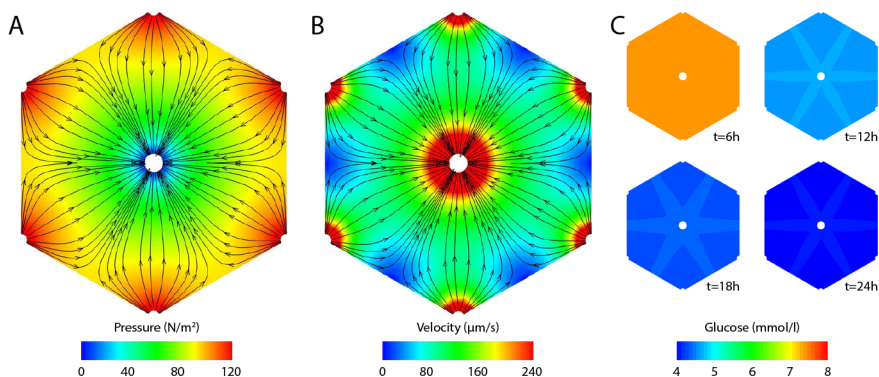 A
B
C
t=6h
t=12h
t=18h
t=24h
Pressure (N/m²)
0 40 80 120
Velocity (μm/s)
0 80 160 240
Glucose (mmol/l)
4 5 6 7 8